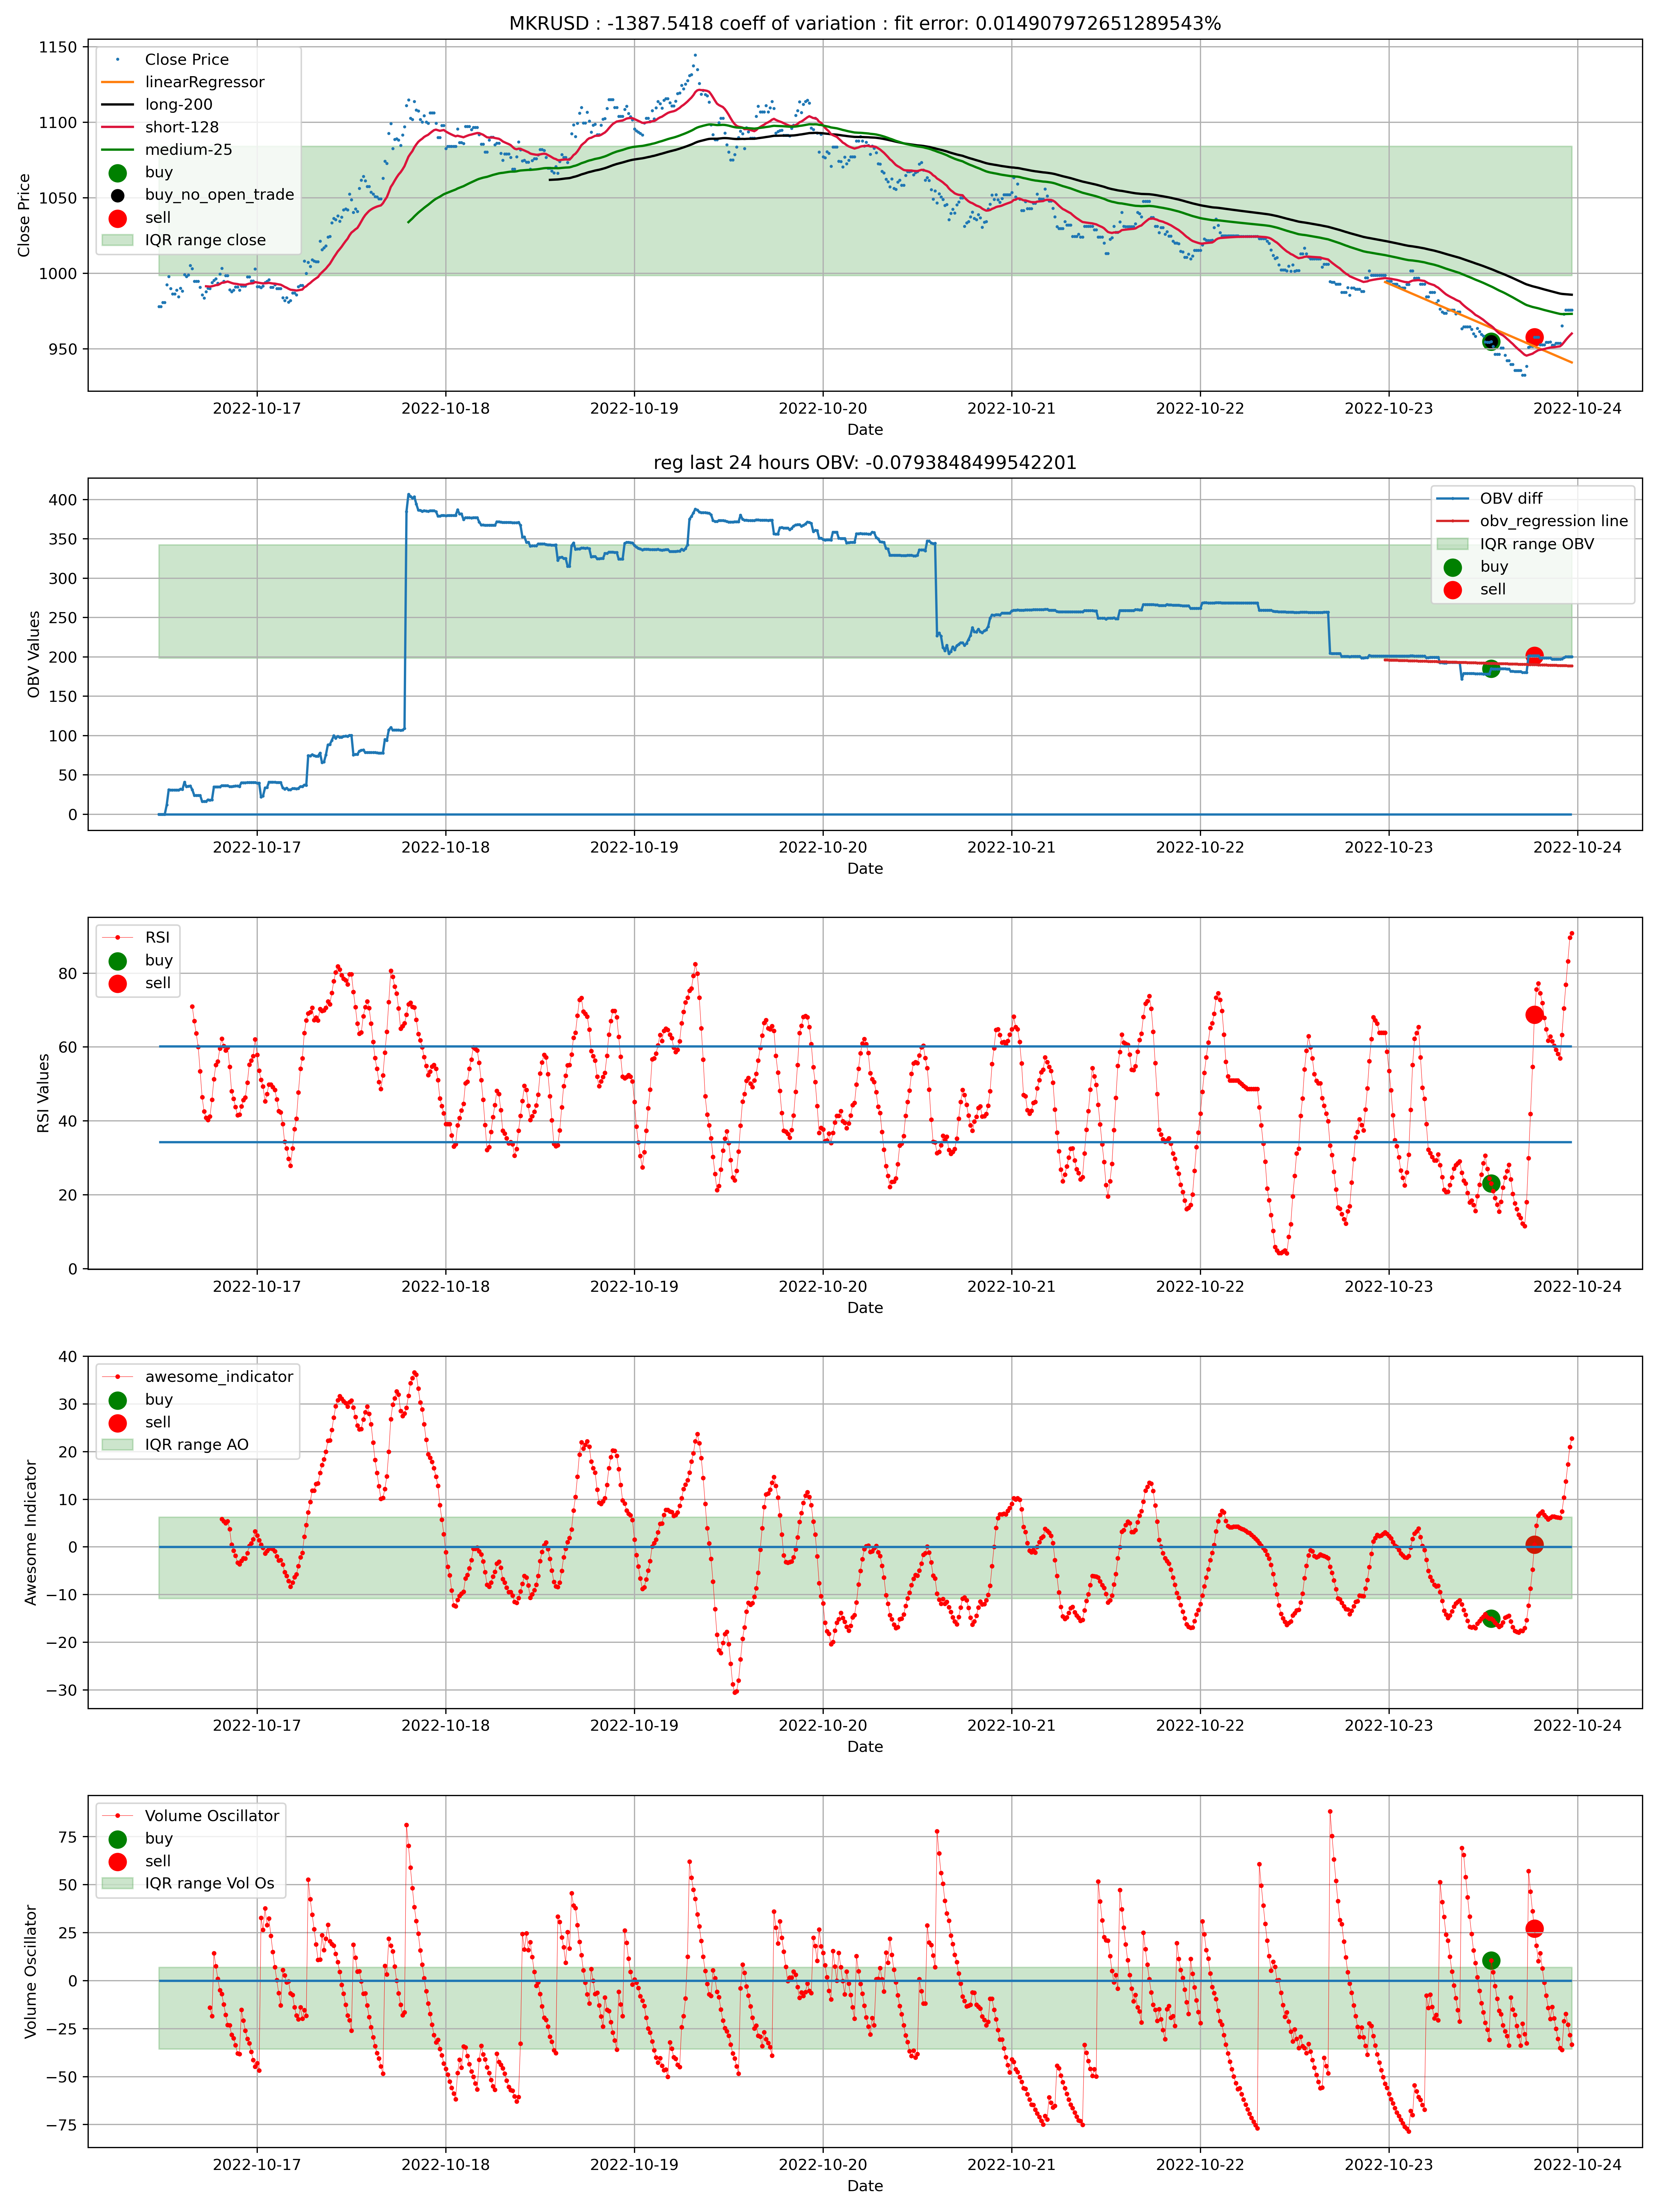 MKRUSD : -1387.5418 coeff of variation : fit error: 0.014907972651289543%
Close Price
linearRegressor
long-200
short-128
medium-25
buy
buy_no_open_trade
sell
IQR range close
1150
1100
1050
1000
950
Close Price
2022-10-17 2022-10-18 2022-10-19 2022-10-20 2022-10-21 2022-10-22 2022-10-23 2022-10-24
Date
reg last 24 hours OBV: -0.0793848499542201
OBV diff
obv_regression line
IQR range OBV
buy
sell
400
350
300
250
200
150
100
50
0
OBV Values
2022-10-17 2022-10-18 2022-10-19 2022-10-20 2022-10-21 2022-10-22 2022-10-23 2022-10-24
Date
RSI
buy
sell
80
60
40
20
0
RSI Values
2022-10-17 2022-10-18 2022-10-19 2022-10-20 2022-10-21 2022-10-22 2022-10-23 2022-10-24
Date
awesome_indicator
buy
sell
IQR range AO
40
30
20
10
0
−10
−20
−30
Awesome Indicator
2022-10-17 2022-10-18 2022-10-19 2022-10-20 2022-10-21 2022-10-22 2022-10-23 2022-10-24
Date
Volume Oscillator
buy
sell
IQR range Vol Os
75
50
25
0
−25
−50
−75
Volume Oscillator
2022-10-17 2022-10-18 2022-10-19 2022-10-20 2022-10-21 2022-10-22 2022-10-23 2022-10-24
Date